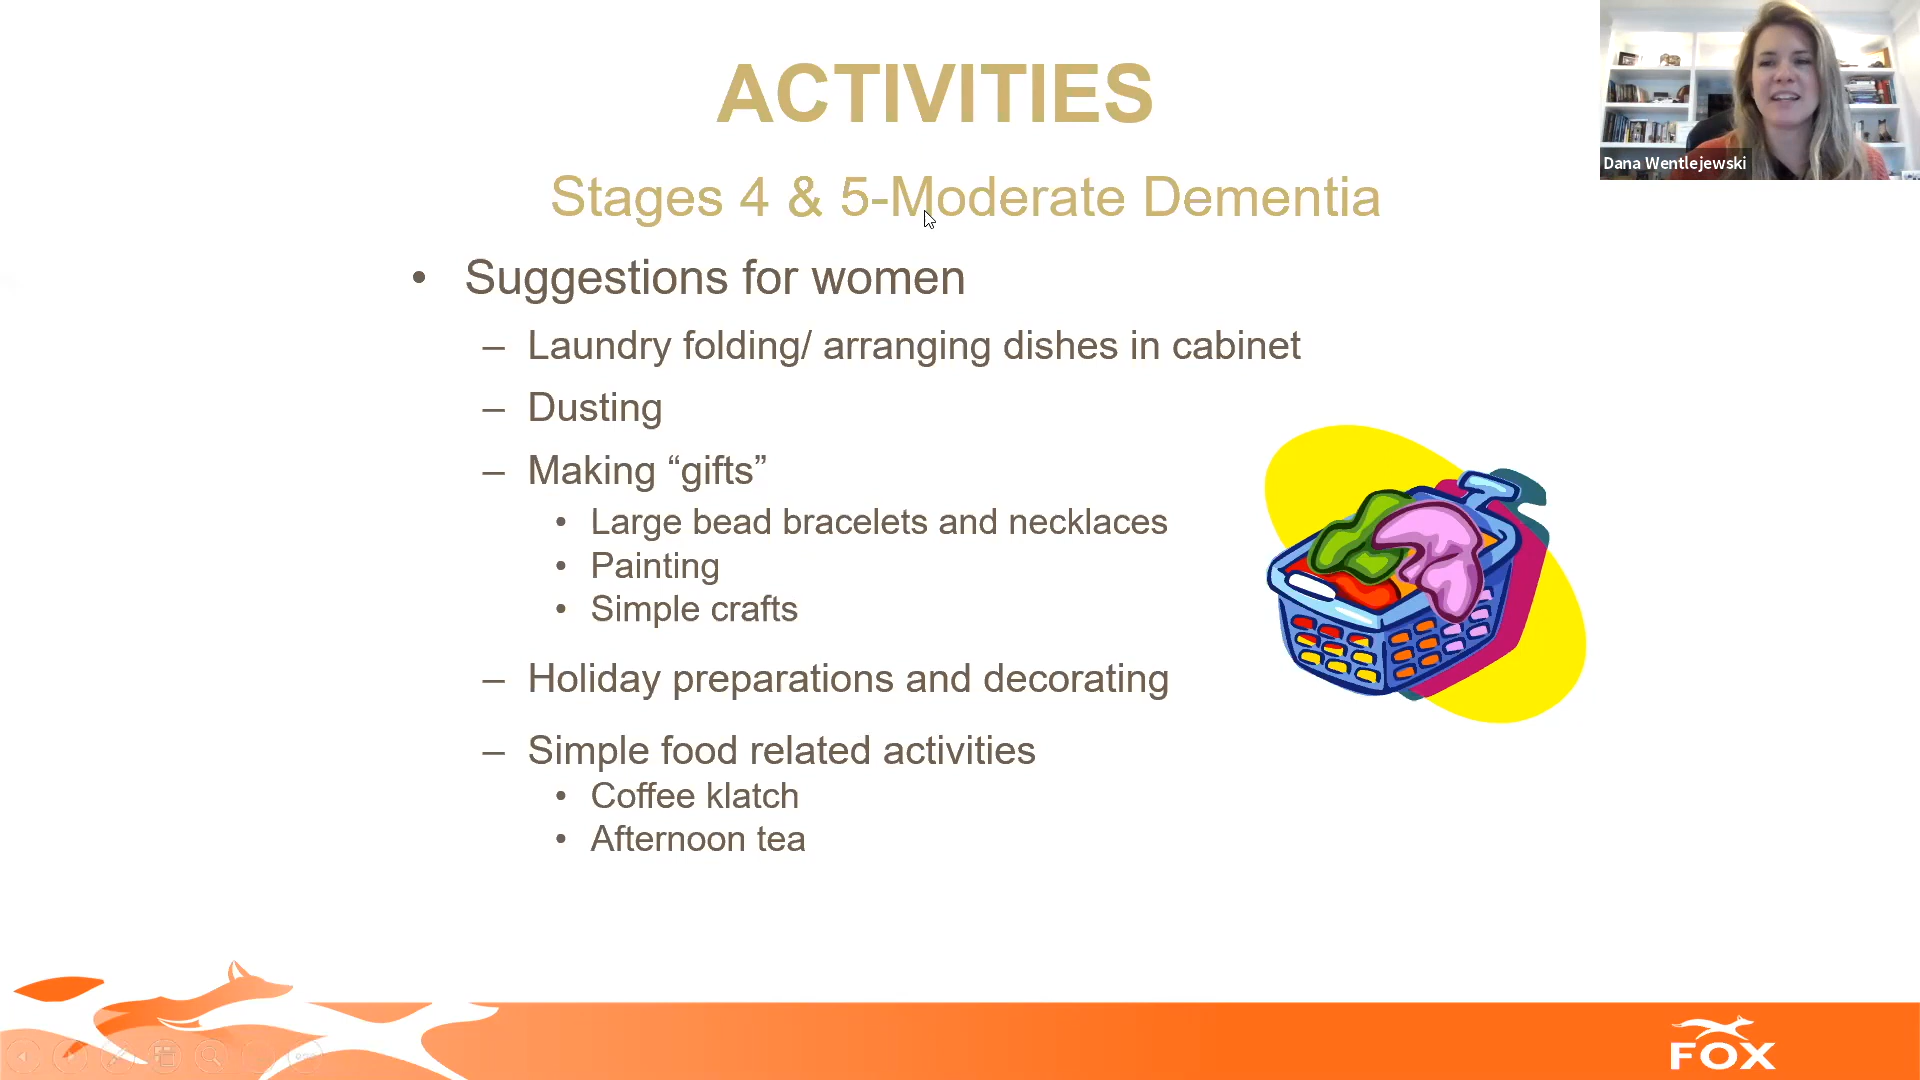 ACTIVITIES
Dana Wentlejewski
Stages 4 & 5-Moderate Dementia
• Suggestions for women
– Laundry folding/ arranging dishes in cabinet
– Dusting
– Making “gifts”
• Large bead bracelets and necklaces
• Painting
• Simple crafts
– Holiday preparations and decorating
– Simple food related activities
• Coffee klatch
• Afternoon tea
FOX